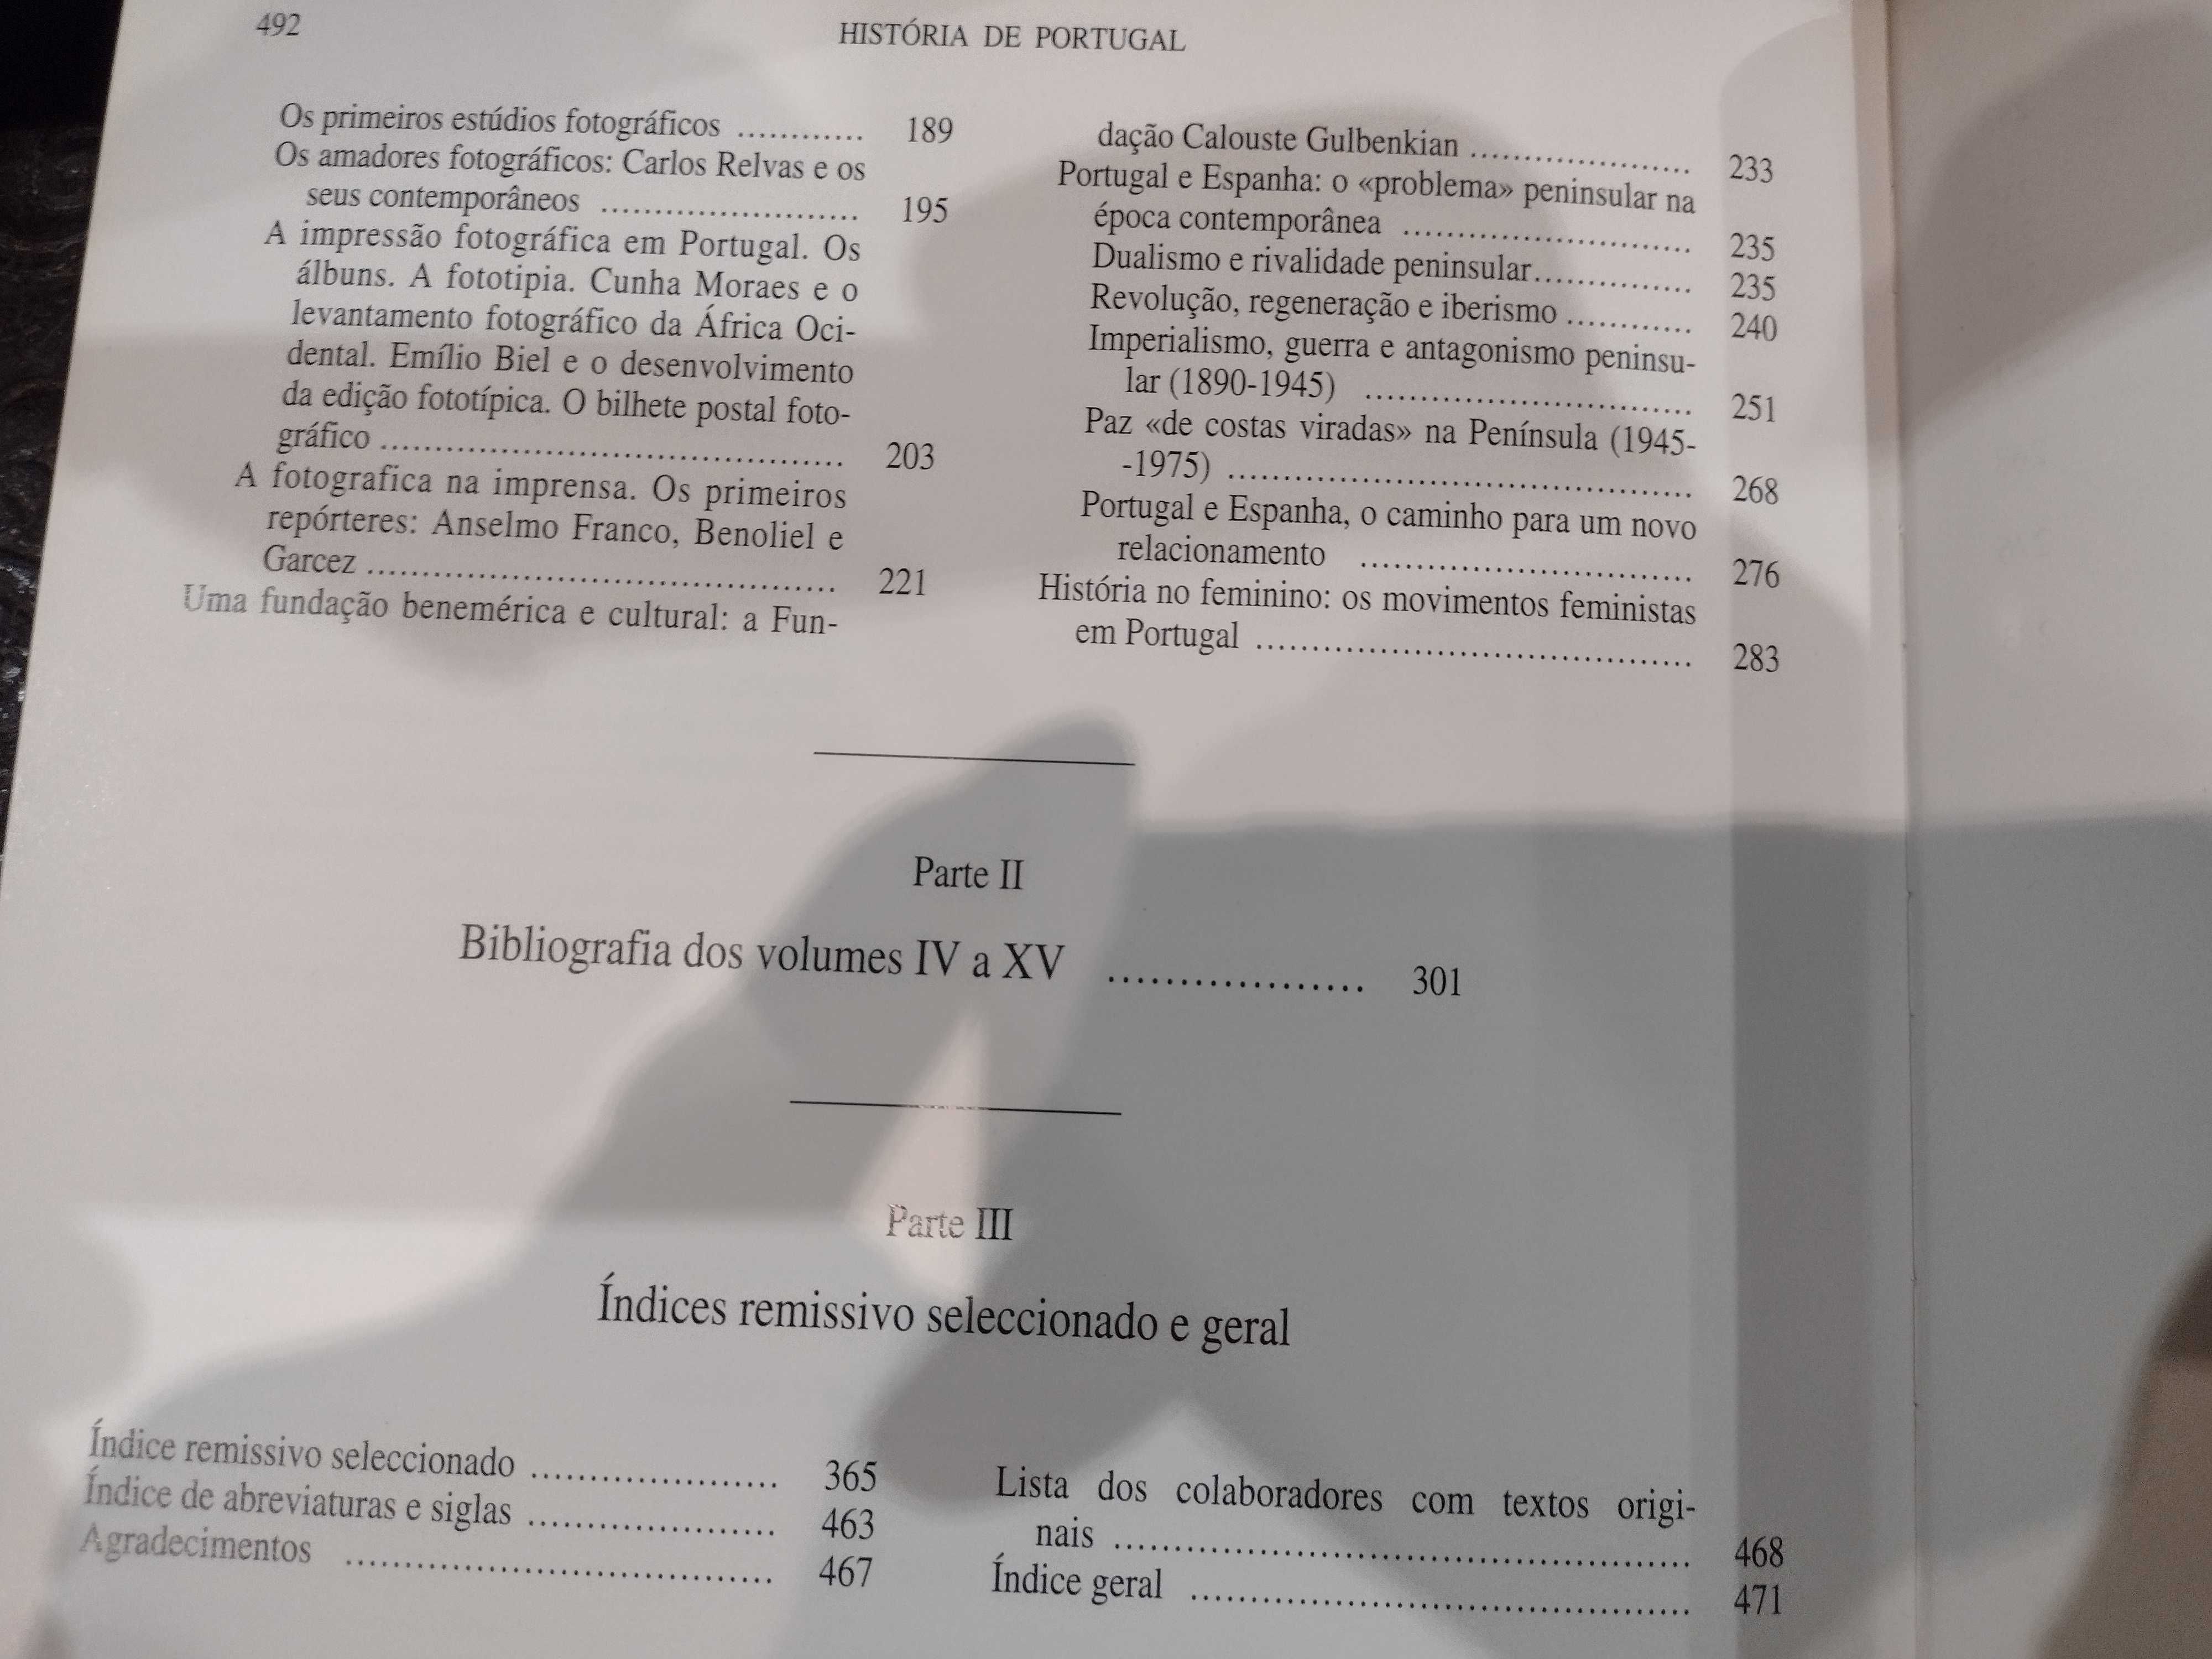 492
HISTÓRIA DE PORTUGAL
Os primeiros estúdios fotográficos ............ 189
Os amadores fotográficos: Carlos Relvas e os
seus contemporâneos ........................ 195
A impressão fotográfica em Portugal. Os
álbuns. A fototipia. Cunha Moraes e o
levantamento fotográfico da África Oci-
dental. Emílio Biel e o desenvolvimento
da edição fototípica. O bilhete postal foto-
gráfico ............................................ 203
A fotografica na imprensa. Os primeiros
repórteres: Anselmo Franco, Benoliel e
Garcez ............................................ 221
Uma fundação benemérica e cultural: a Fun-
dação Calouste Gulbenkian ..................... 233
Portugal e Espanha: o «problema» peninsular na
época contemporânea ........................... 235
Dualismo e rivalidade peninsular............... 235
Revolução, regeneração e iberismo ............ 240
Imperialismo, guerra e antagonismo peninsu-
lar (1890-1945) ............................... 251
Paz «de costas viradas» na Península (1945-
-1975) ............................................ 268
Portugal e Espanha, o caminho para um novo
relacionamento ............................... 276
História no feminino: os movimentos feministas
em Portugal ......................................... 283
Parte II
Bibliografia dos volumes IV a XV .................. 301
Parte III
Índices remissivo seleccionado e geral
Índice remissivo seleccionado ..................... 365
Índice de abreviaturas e siglas ..................... 463
Agradecimentos ....................................... 467
Lista dos colaboradores com textos origi-
nais ..................................................... 468
Índice geral .............................................. 471